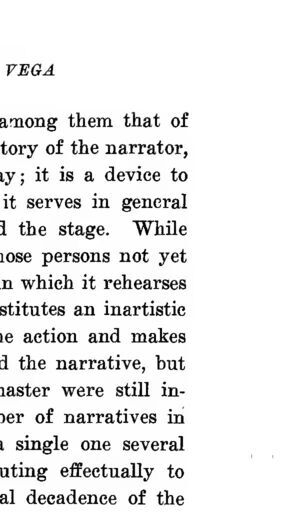 VEGA
among them that of
tory of the narrator,
ay; it is a device to
it serves in general
d the stage. While
hose persons not yet
in which it rehearses
stitutes an inartistic
he action and makes
d the narrative, but
master were still in-
ber of narratives in
a single one several
uting effectually to
al decadence of the